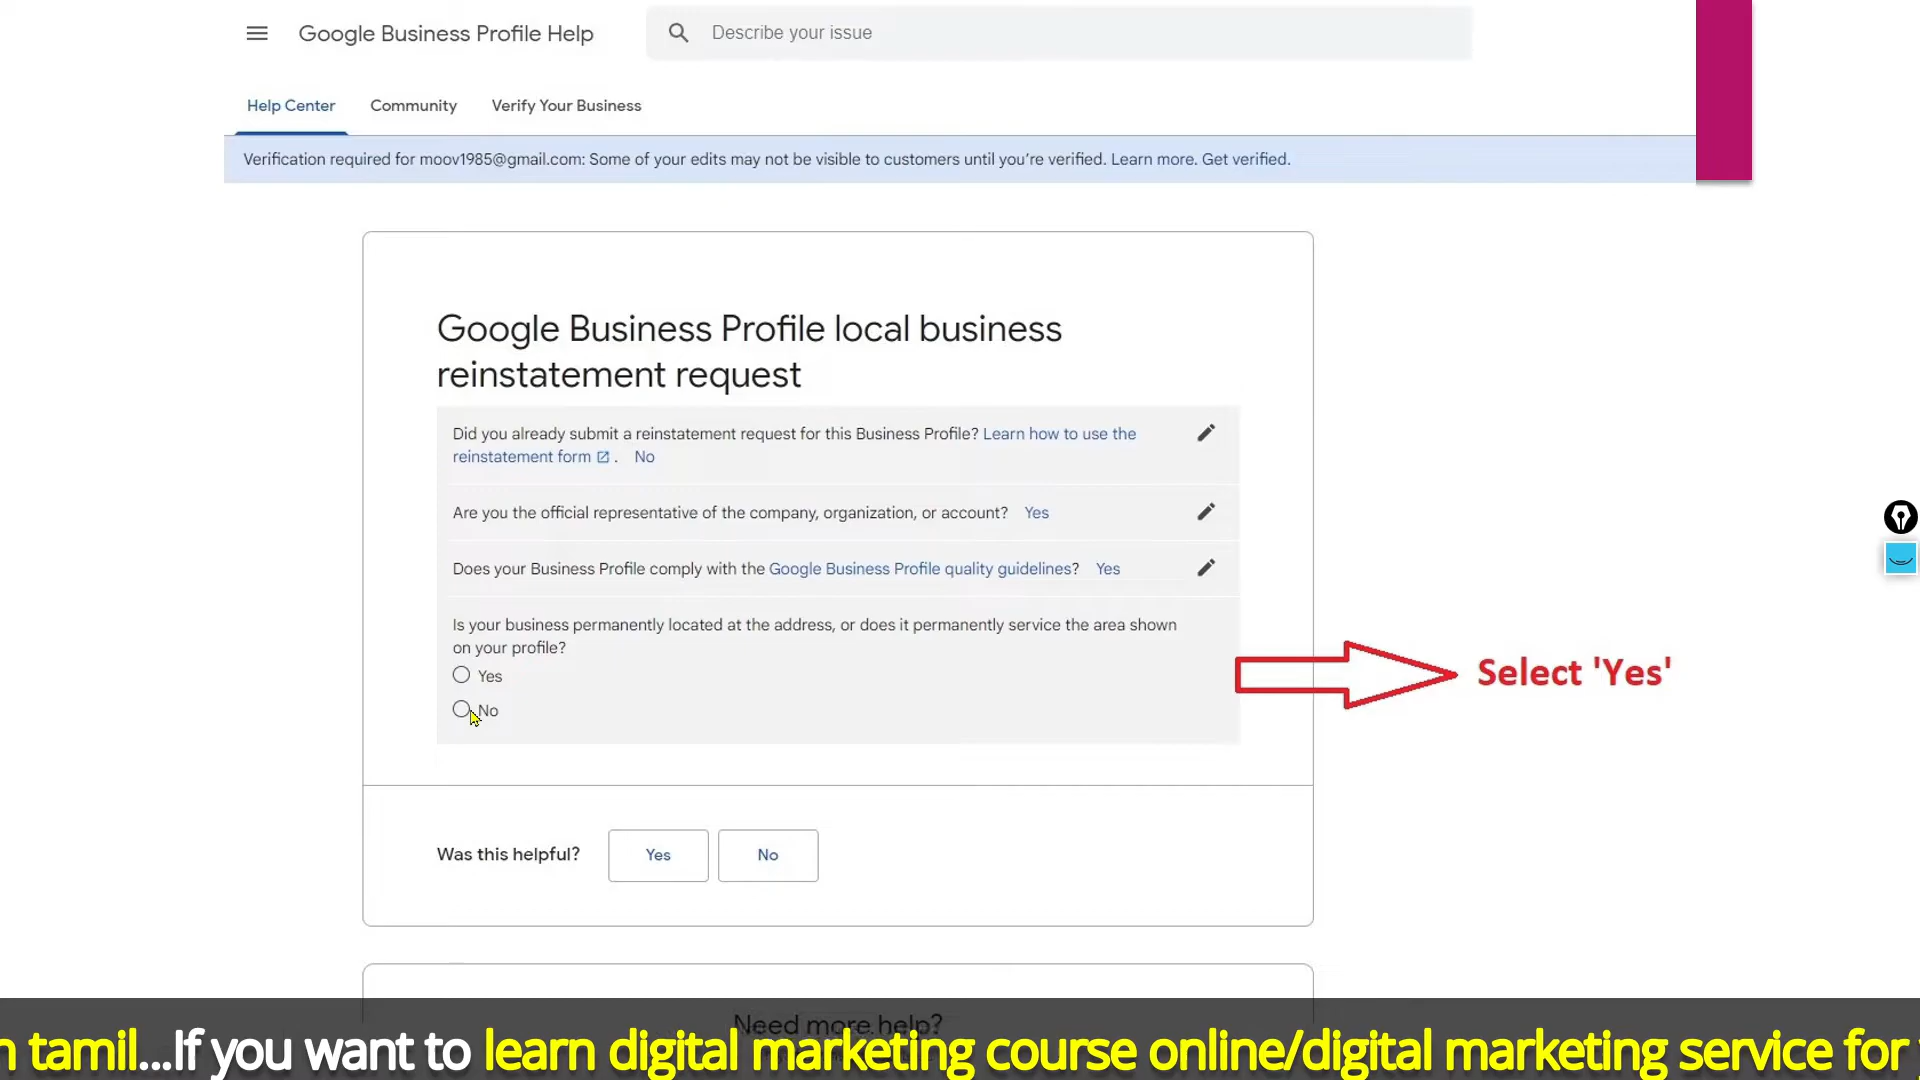 Google Business Profile Help
Describe your issue
Help Center
Community
Verify Your Business
Verification required for moov1985@gmail.com: Some of your edits may not be visible to customers until you're verified. Learn more. Get verified.
Google Business Profile local business
reinstatement request
Did you already submit a reinstatement request for this Business Profile? Learn how to use the
reinstatement form . No
Are you the official representative of the company, organization, or account? Yes
Does your Business Profile comply with the Google Business Profile quality guidelines? Yes
Is your business permanently located at the address, or does it permanently service the area shown
on your profile?
Yes
No
Select 'Yes'
Was this helpful?
Yes
No
Need more help?
n tamil...If you want to learn digital marketing course online/digital marketing service for